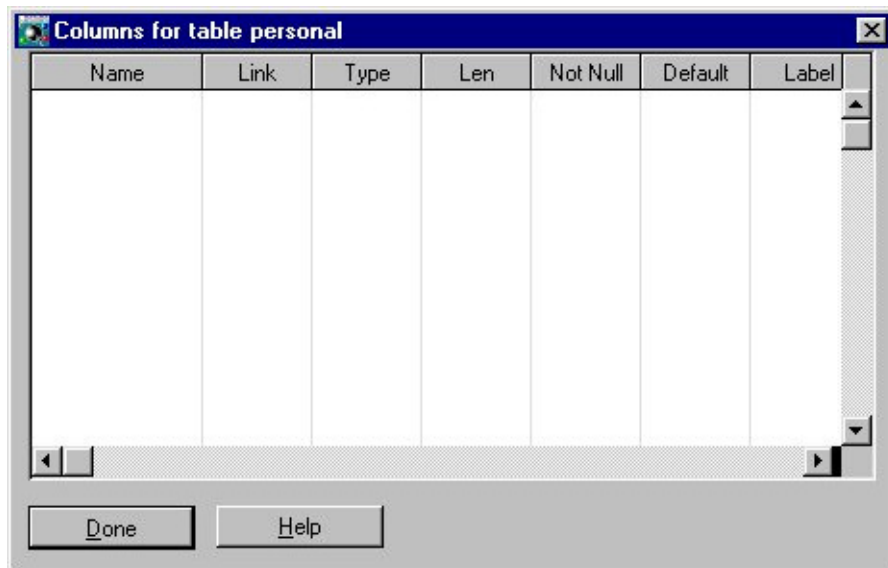 Columns for table personal
Name Link Type Len Not Null Default Label
Done Help